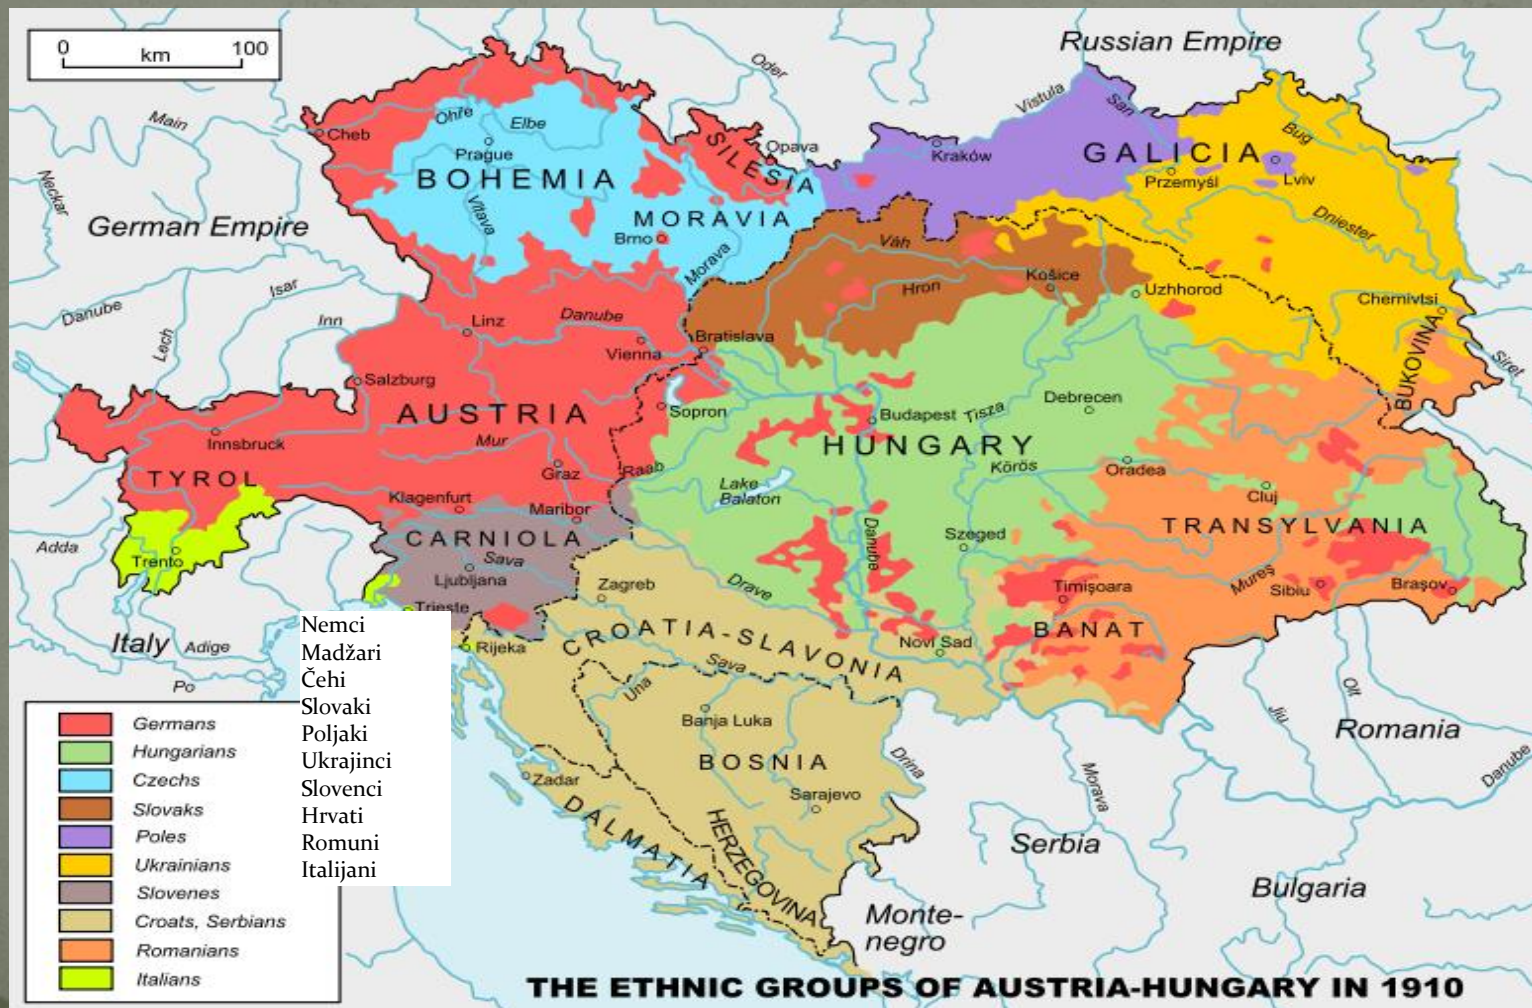 0 100
km
Russian Empire
Oder
Main
Vistula
San
Cheb
Ohře
Elbe
Bug
Prague
SILESIA
Opava
Kraków
GALICIA
BOHEMIA
Przemyśl
Lviv
Neckar
Vltava
MORAVIA
Dniester
German Empire
Brno
Váh
Morava
Košice
Hron
Uzhhorod
Isar
Chernivtsi
Danube
Inn
Linz
Danube
Lech
Vienna
Bratislava
BUKOVINA
Siret
Salzburg
AUSTRIA
Sopron
Budapest
Tisza
Debrecen
Innsbruck
Mur
HUNGARY
TYROL
Graz
Raab
Körös
Oradea
Lake
Balaton
Klagenfurt
Maribor
Cluj
TRANSYLVANIA
Adda
CARNIOLA
Danube
Szeged
Trento
Sava
Ljubljana
Zagreb
Drave
Timişoara
Mureş
Sibiu
Braşov
Trieste
BANAT
Italy
Adige
Rijeka
CROATIA-SLAVONIA
Novi Sad
Po
Una
Sava
Olt
Jiu
Banja Luka
Romania
BOSNIA
Drina
Morava
Danube
Zadar
Sarajevo
DALMATIA
HERZEGOVINA
Serbia
Bulgaria
Monte-
negro
Nemci
Madžari
Čehi
Slovaki
Poljaki
Ukrajinci
Slovenci
Hrvati
Romuni
Italijani
Germans
Hungarians
Czechs
Slovaks
Poles
Ukrainians
Slovenes
Croats, Serbians
Romanians
Italians
THE ETHNIC GROUPS OF AUSTRIA-HUNGARY IN 1910